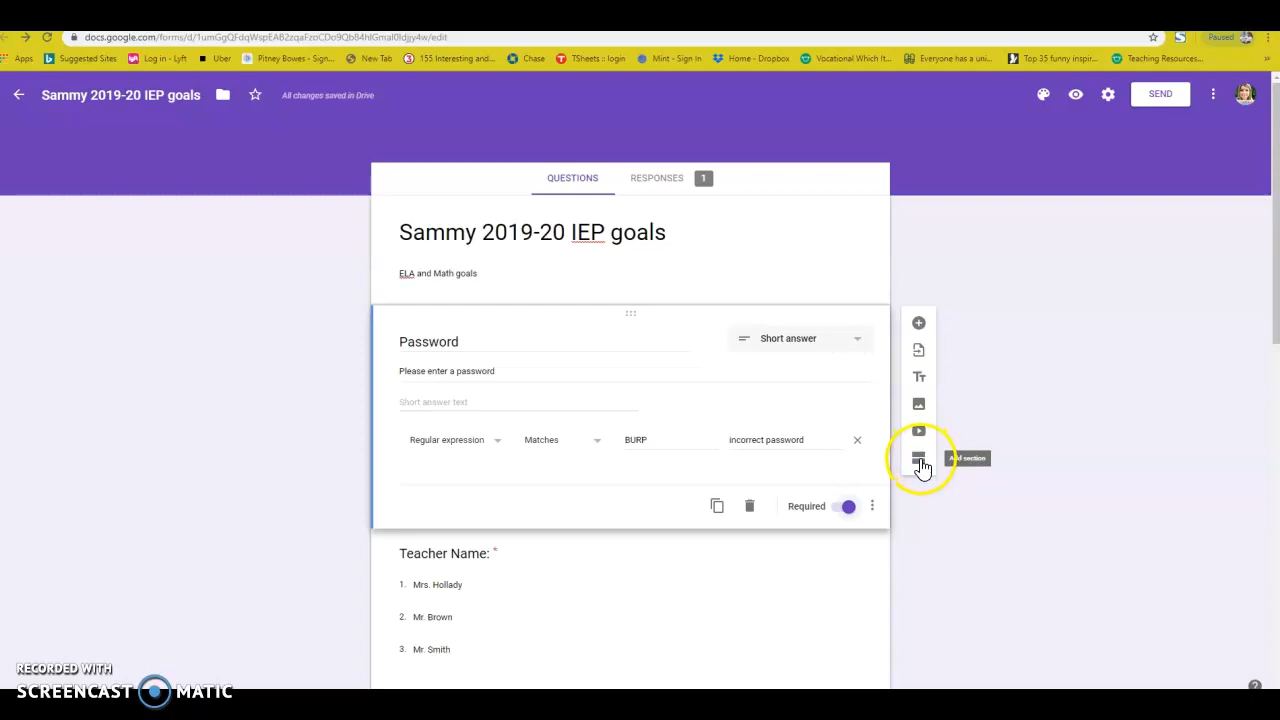 docs.google.com/forms/d/1umGgQFdqWspEA62zqaFzoCDo9Qb84hlGmal0ldjjy4w/edit
Paused
Apps Suggested Sites Log in - Lyft Uber Pitney Bowes - Sign... New Tab 155 Interesting and... Chase TSheets :: login Mint - Sign In Home - Dropbox Vocational Which It... Everyone has a uni... Top 35 funny inspir... Teaching Resources... »
Sammy 2019-20 IEP goals All changes saved in Drive SEND
QUESTIONS RESPONSES 1
Sammy 2019-20 IEP goals
ELA and Math goals
Password Short answer
Please enter a password
Short answer text
Regular expression Matches BURP incorrect password
Add section
Required
Teacher Name: *
1. Mrs. Hollady
2. Mr. Brown
3. Mr. Smith
RECORDED WITH
SCREENCAST MATIC